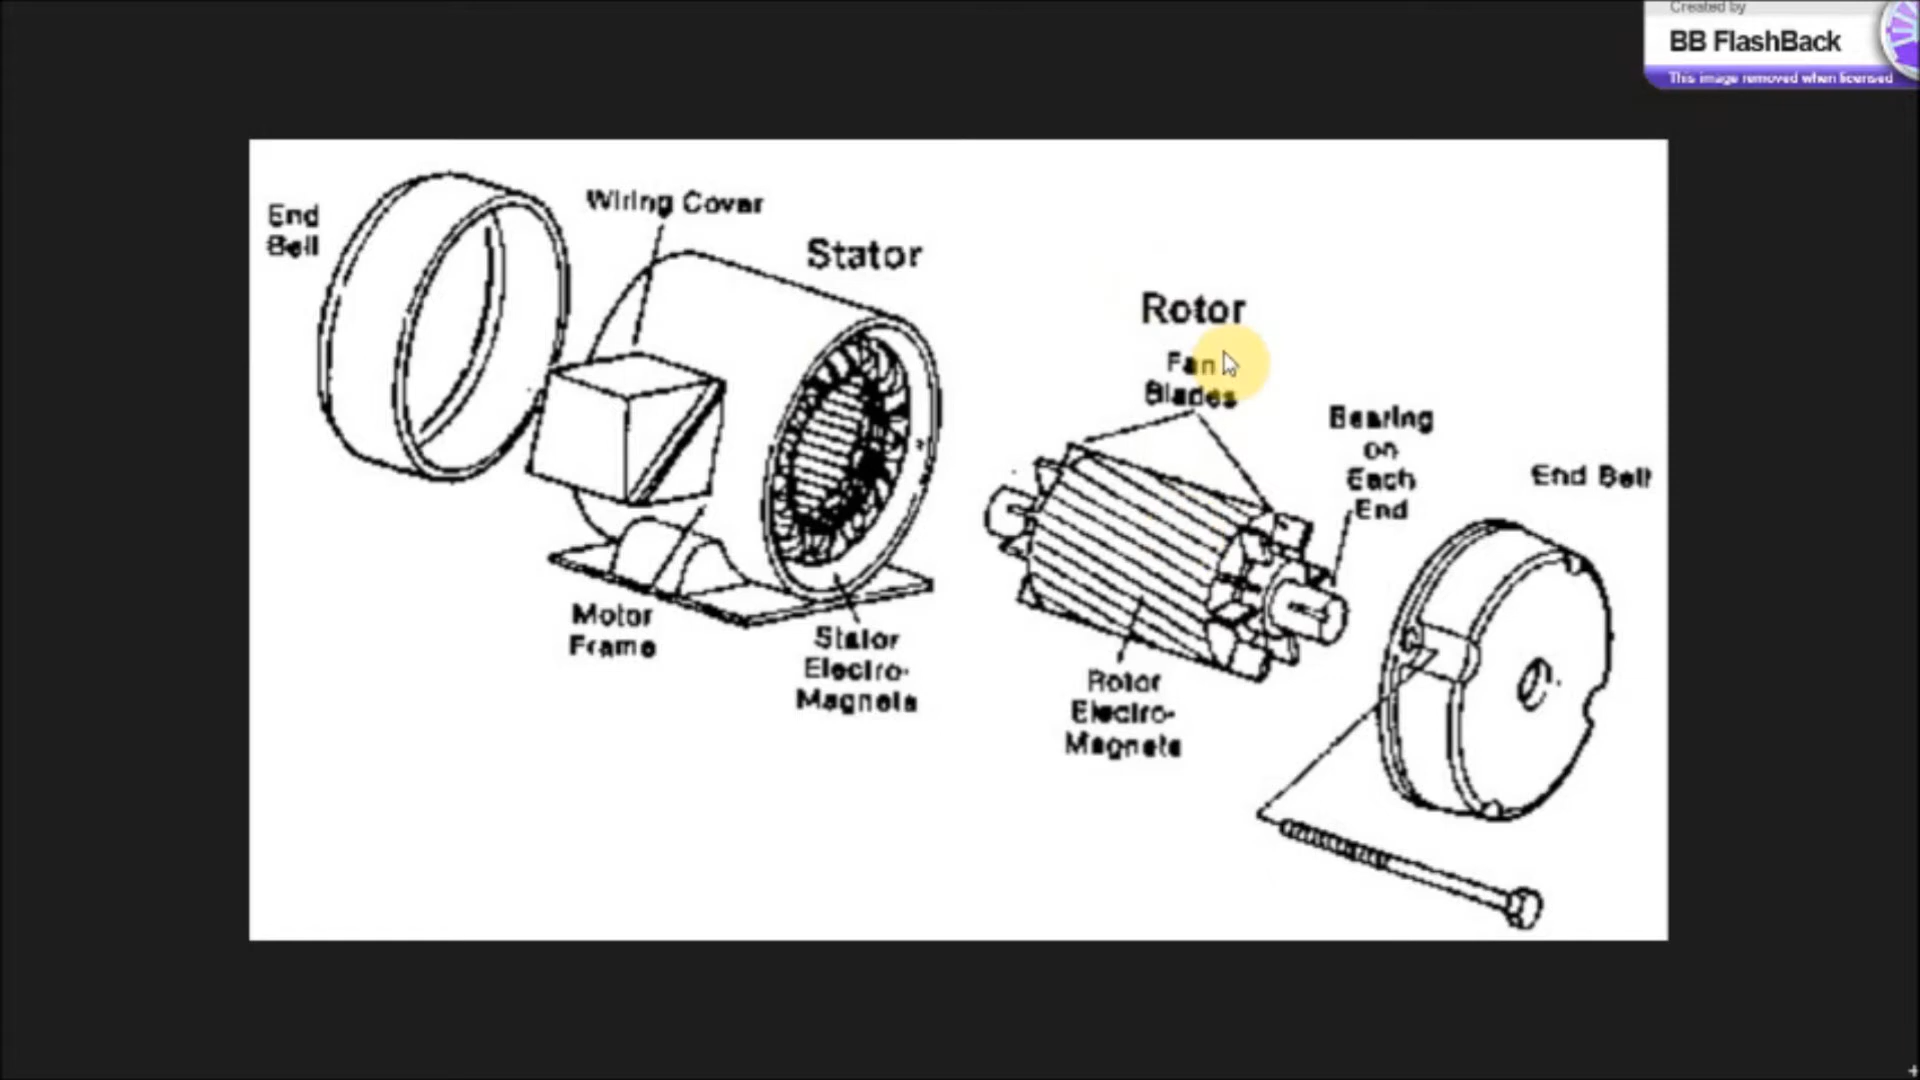 Created by
BB FlashBack
This image removed when licensed
End
Bell
Wiring Cover
Stator
Rotor
Fan
Blades
Bearing
on
Each
End
End Bell
Motor
Frame
Stator
Electro-
Magnets
Rotor
Electro-
Magnets